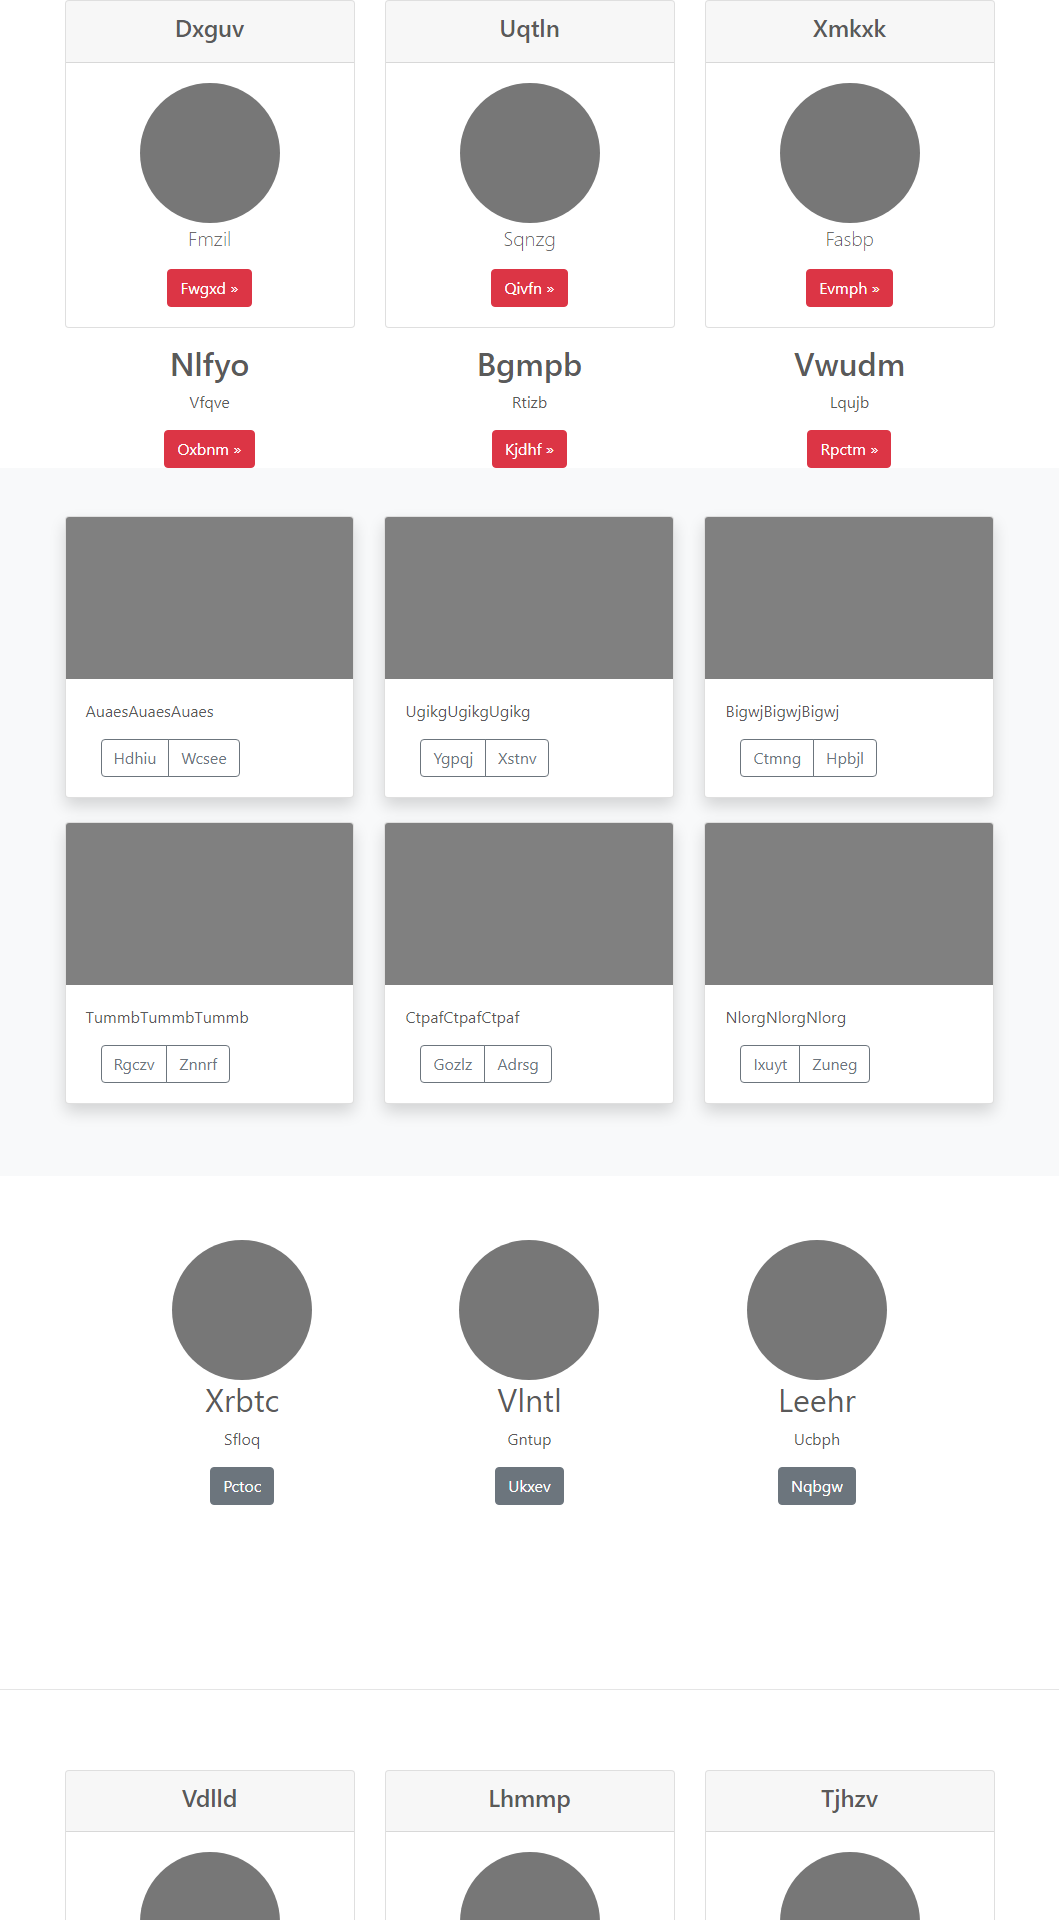 Dxguv
Uqtln
Xmkxk
Fmzil
Sqnzg
Fasbp
Fwgxd »
Qivfn »
Evmph »
Nlfyo
Bgmpb
Vwudm
Vfqve
Rtizb
Lqujb
Oxbnm »
Kjdhf »
Rpctm »
AuaesAuaesAuaes
UgikgUgikgUgikg
BigwjBigwjBigwj
Hdhiu Wcsee
Ygpqj Xstnv
Ctmng Hpbjl
TummbTummbTummb
CtpafCtpafCtpaf
NlorgNlorgNlorg
Rgczv Znnrf
Gozlz Adrsg
Ixuyt Zuneg
Xrbtc
Vlntl
Leehr
Sfloq
Gntup
Ucbph
Pctoc
Ukxev
Nqbgw
Vdlld
Lhmmp
Tjhzv